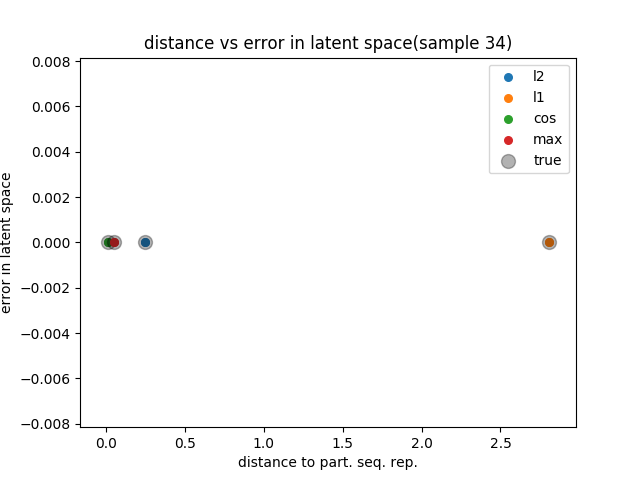 distance vs error in latent space(sample 34)
0.008
0.006
0.004
0.002
0.000
−0.002
−0.004
−0.006
−0.008
error in latent space
l2
l1
cos
max
true
0.0 0.5 1.0 1.5 2.0 2.5
distance to part. seq. rep.